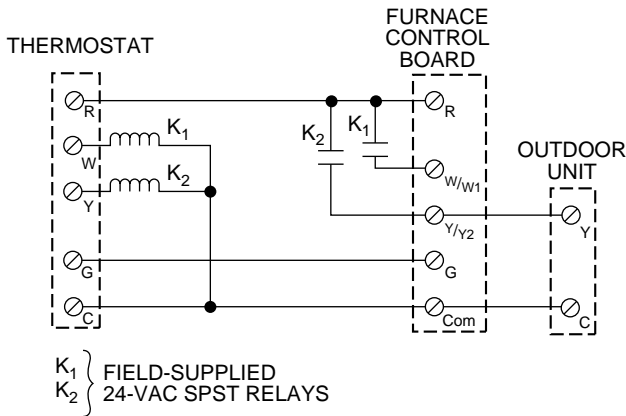 THERMOSTAT
FURNACE
CONTROL
BOARD
OUTDOOR
UNIT
R
W
Y
G
C
K₁
K₂
K₂
K₁
R
W/W1
Y/Y2
G
Com
Y
C
K₁
K₂
FIELD-SUPPLIED
24-VAC SPST RELAYS